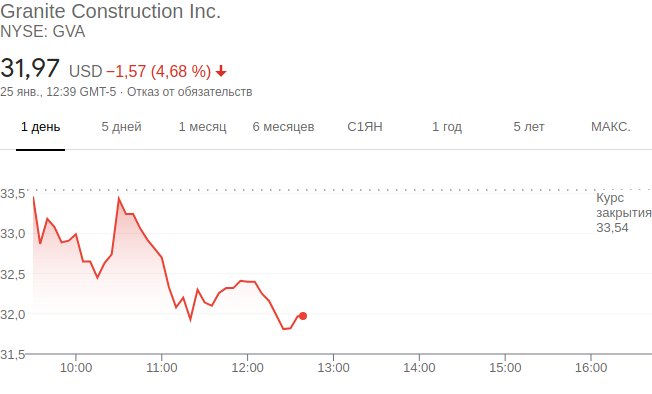 Granite Construction Inc.
NYSE: GVA
31,97 USD −1,57 (4,68 %)
25 янв., 12:39 GMT-5 · Отказ от обязательств
1 день 5 дней 1 месяц 6 месяцев С1ЯН 1 год 5 лет МАКС.
33,5
Курс
закрытия
33,54
33,0
32,5
32,0
31,5
10:00 11:00 12:00 13:00 14:00 15:00 16:00